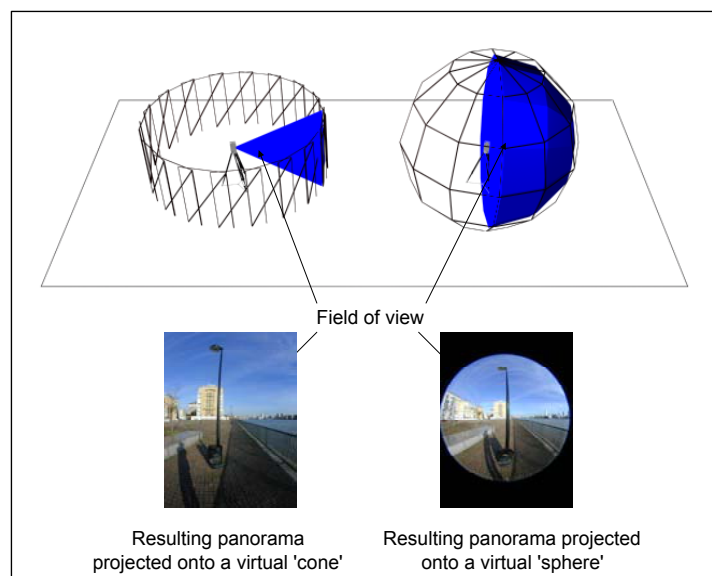 Field of view
Resulting panorama
projected onto a virtual 'cone'
Resulting panorama projected
onto a virtual 'sphere'